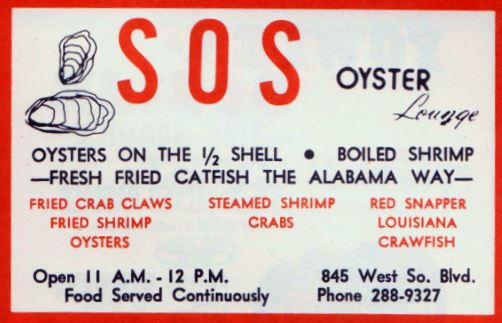 SOS OYSTER
Lounge
OYSTERS ON THE ½ SHELL • BOILED SHRIMP
—FRESH FRIED CATFISH THE ALABAMA WAY—
FRIED CRAB CLAWS STEAMED SHRIMP RED SNAPPER
FRIED SHRIMP CRABS LOUISIANA
OYSTERS CRAWFISH
Open 11 A.M. - 12 P.M. 845 West So. Blvd.
Food Served Continuously Phone 288-9327